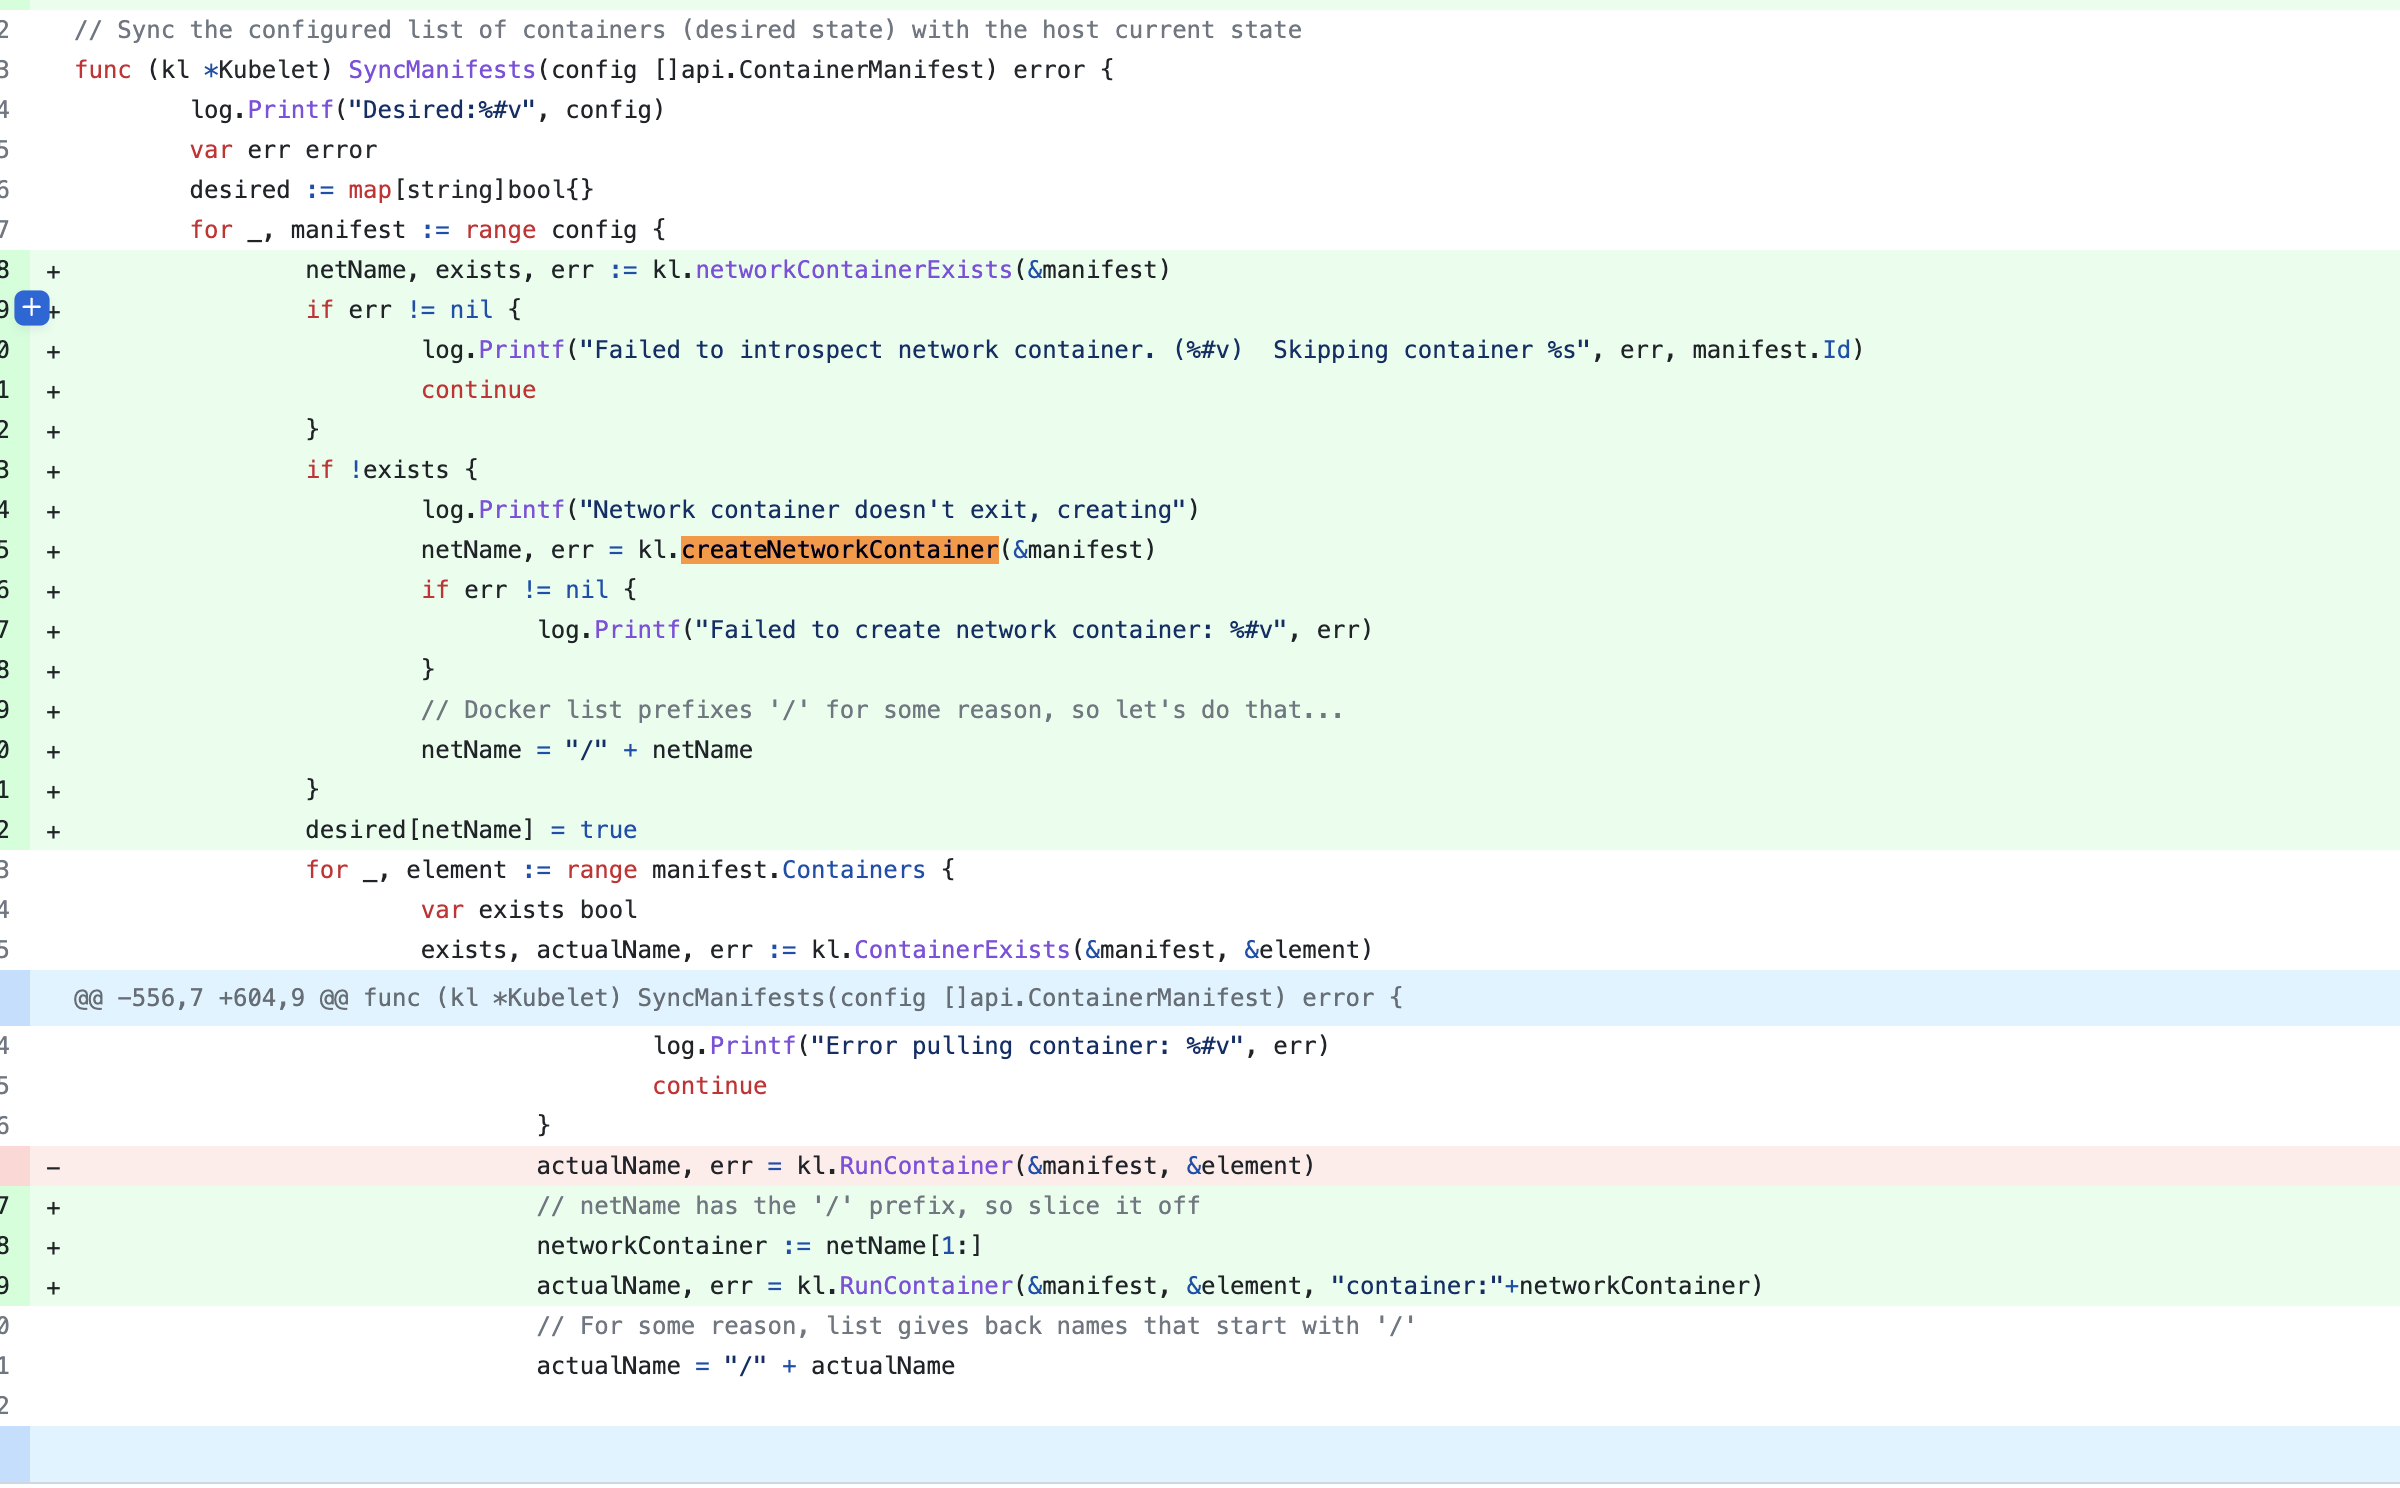 2 // Sync the configured list of containers (desired state) with the host current state
3 func (kl *Kubelet) SyncManifests(config []api.ContainerManifest) error {
4 log.Printf("Desired:%#v", config)
5 var err error
6 desired := map[string]bool{}
7 for _, manifest := range config {
8 + netName, exists, err := kl.networkContainerExists(&manifest)
9 + if err != nil {
0 + log.Printf("Failed to introspect network container. (%#v)  Skipping container %s", err, manifest.Id)
1 + continue
2 + }
3 + if !exists {
4 + log.Printf("Network container doesn't exit, creating")
5 + netName, err = kl.createNetworkContainer(&manifest)
6 + if err != nil {
7 + log.Printf("Failed to create network container: %#v", err)
8 + }
9 + // Docker list prefixes '/' for some reason, so let's do that...
0 + netName = "/" + netName
1 + }
2 + desired[netName] = true
3 for _, element := range manifest.Containers {
4 var exists bool
5 exists, actualName, err := kl.ContainerExists(&manifest, &element)
@@ -556,7 +604,9 @@ func (kl *Kubelet) SyncManifests(config []api.ContainerManifest) error {
4 log.Printf("Error pulling container: %#v", err)
5 continue
6 }
- actualName, err = kl.RunContainer(&manifest, &element)
7 + // netName has the '/' prefix, so slice it off
8 + networkContainer := netName[1:]
9 + actualName, err = kl.RunContainer(&manifest, &element, "container:"+networkContainer)
0 // For some reason, list gives back names that start with '/'
1 actualName = "/" + actualName
2